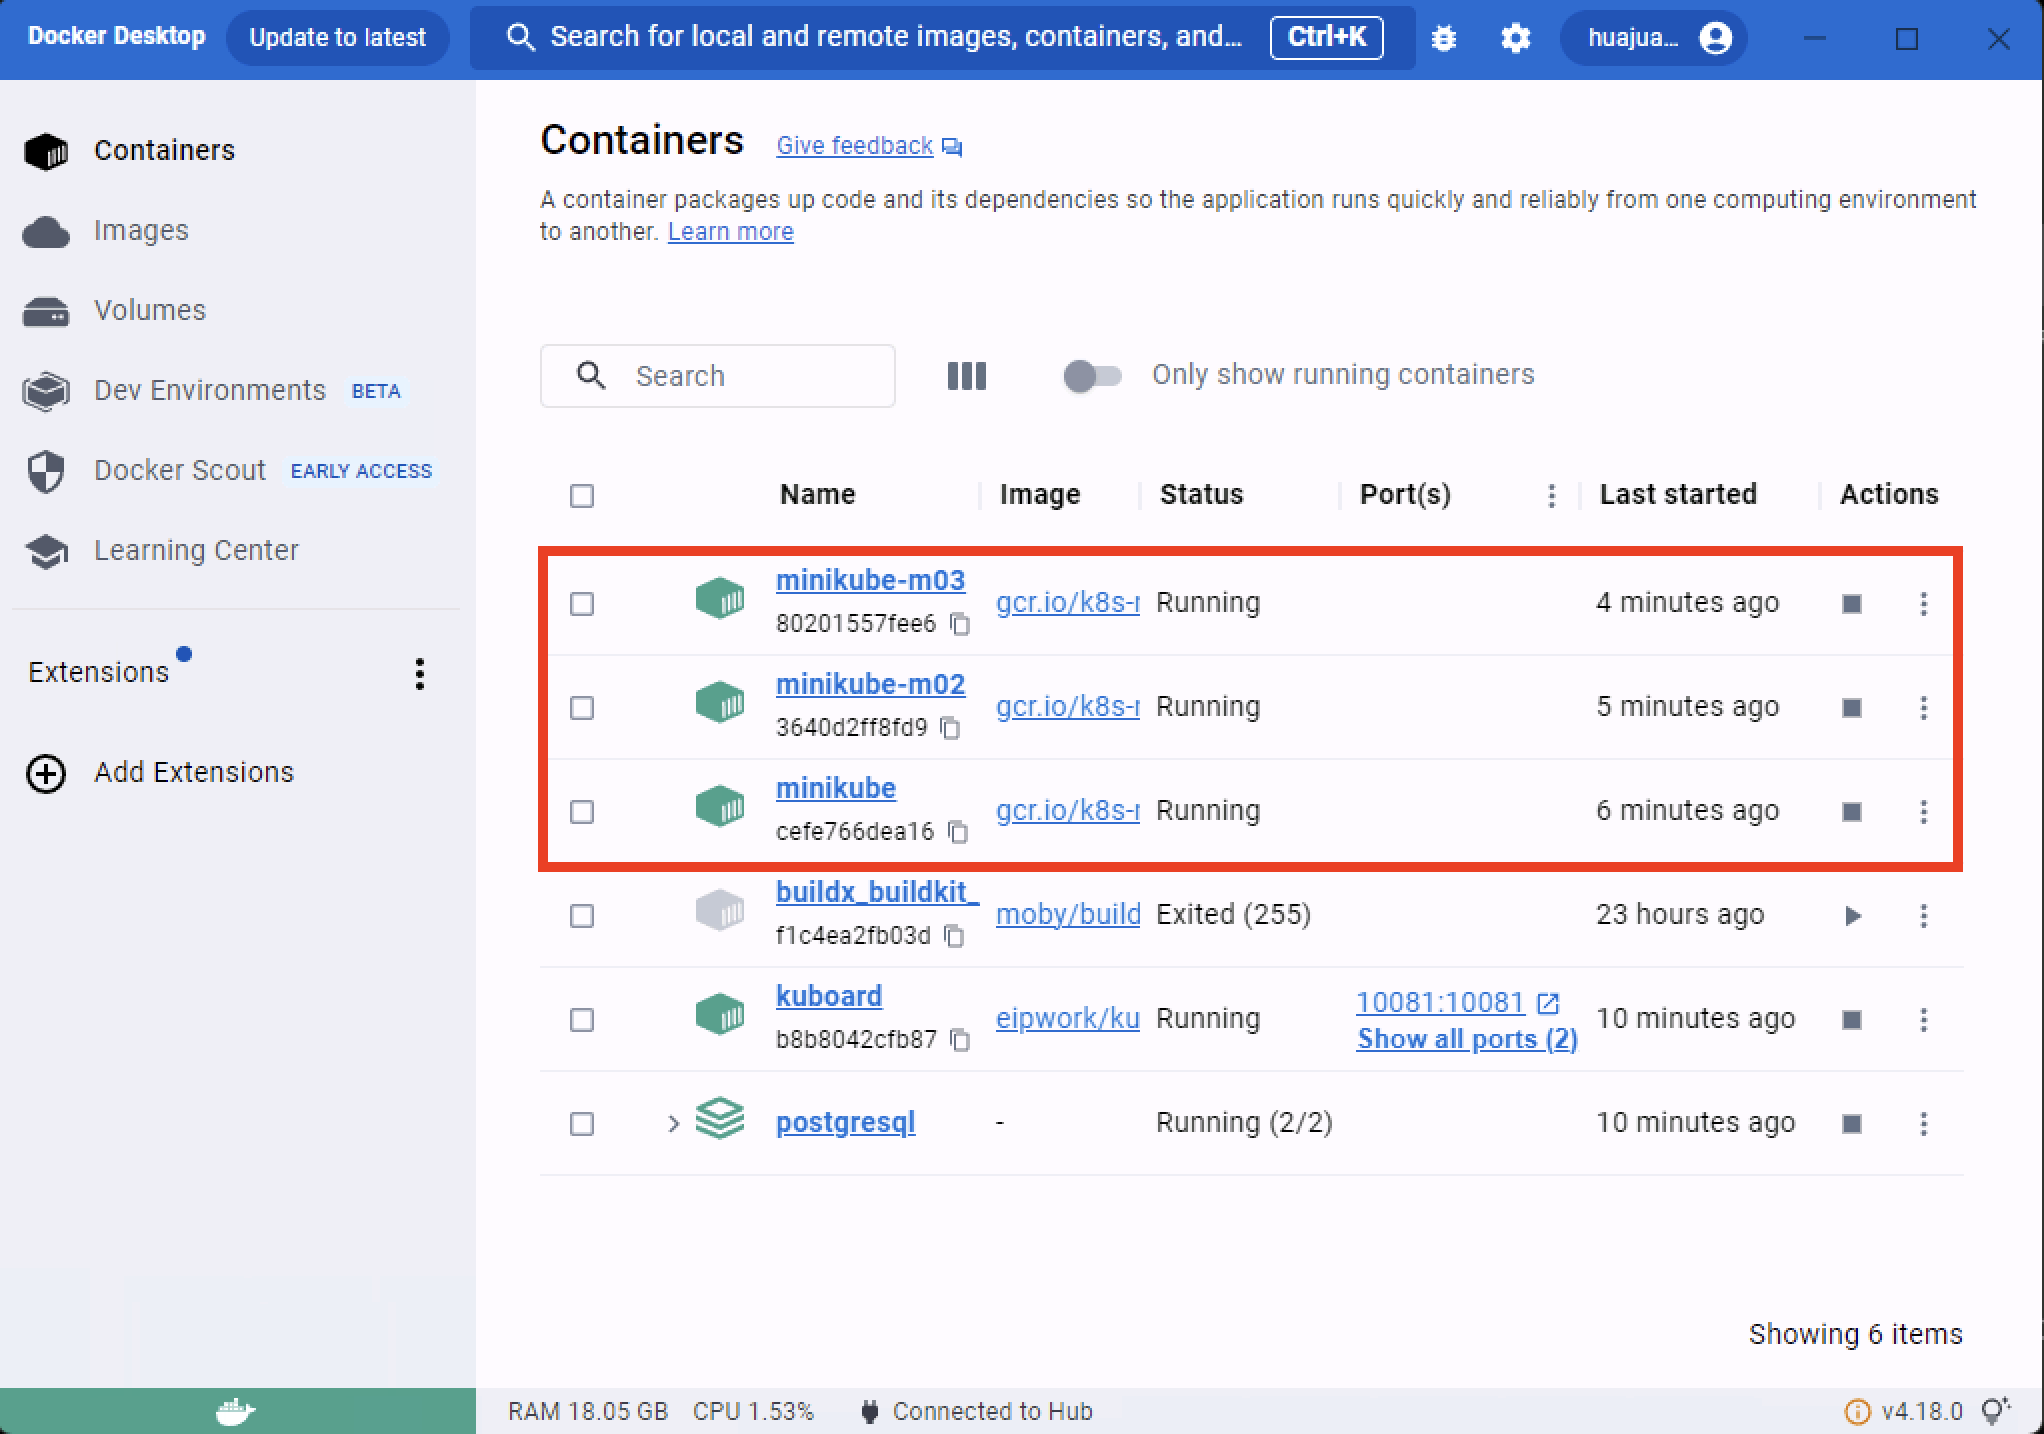 Docker Desktop
Update to latest
Search for local and remote images, containers, and...
Ctrl+K
huajua...
Containers
Images
Volumes
Dev Environments BETA
Docker Scout EARLY ACCESS
Learning Center
Extensions
Add Extensions
Containers Give feedback
A container packages up code and its dependencies so the application runs quickly and reliably from one computing environment
to another. Learn more
Search
Only show running containers
Name Image Status Port(s) Last started Actions
minikube-m03
80201557fee6
gcr.io/k8s-
Running
4 minutes ago
minikube-m02
3640d2ff8fd9
gcr.io/k8s-
Running
5 minutes ago
minikube
cefe766dea16
gcr.io/k8s-
Running
6 minutes ago
buildx_buildkit_
f1c4ea2fb03d
moby/build
Exited (255)
23 hours ago
kuboard
b8b8042cfb87
eipwork/ku
Running
10081:10081
Show all ports (2)
10 minutes ago
postgresql
-
Running (2/2)
10 minutes ago
Showing 6 items
RAM 18.05 GB CPU 1.53% Connected to Hub
v4.18.0